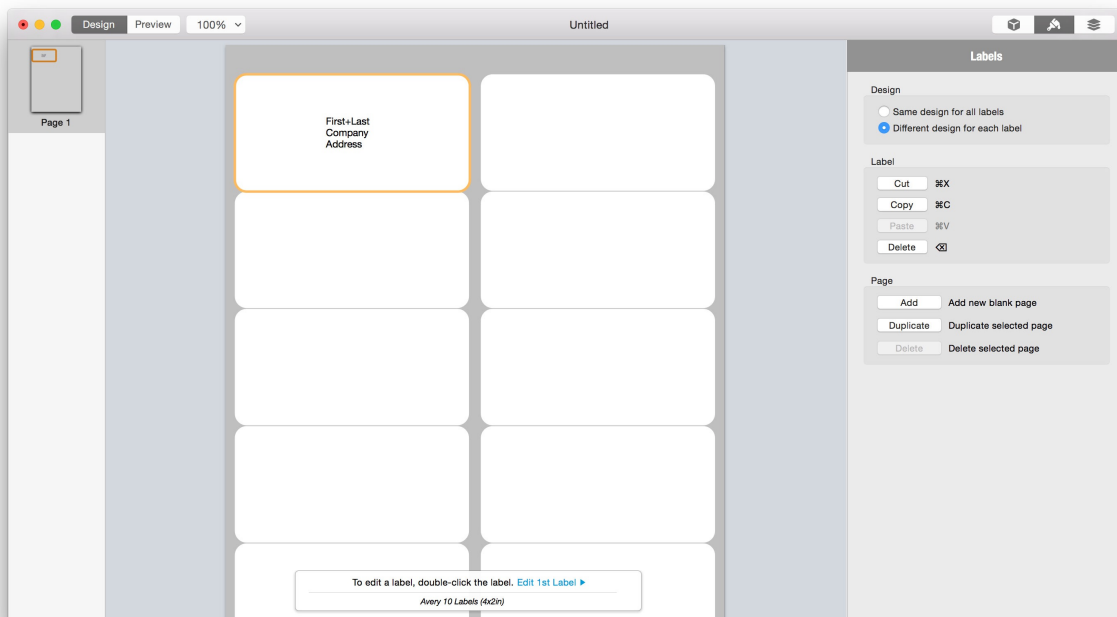 Design
Preview
100%
Untitled
Page 1
First+Last
Company
Address
To edit a label, double-click the label. Edit 1st Label ▶
Avery 10 Labels (4x2in)
Labels
Design
Same design for all labels
Different design for each label
Label
Cut ⌘X
Copy ⌘C
Paste ⌘V
Delete ⌫
Page
Add Add new blank page
Duplicate Duplicate selected page
Delete Delete selected page